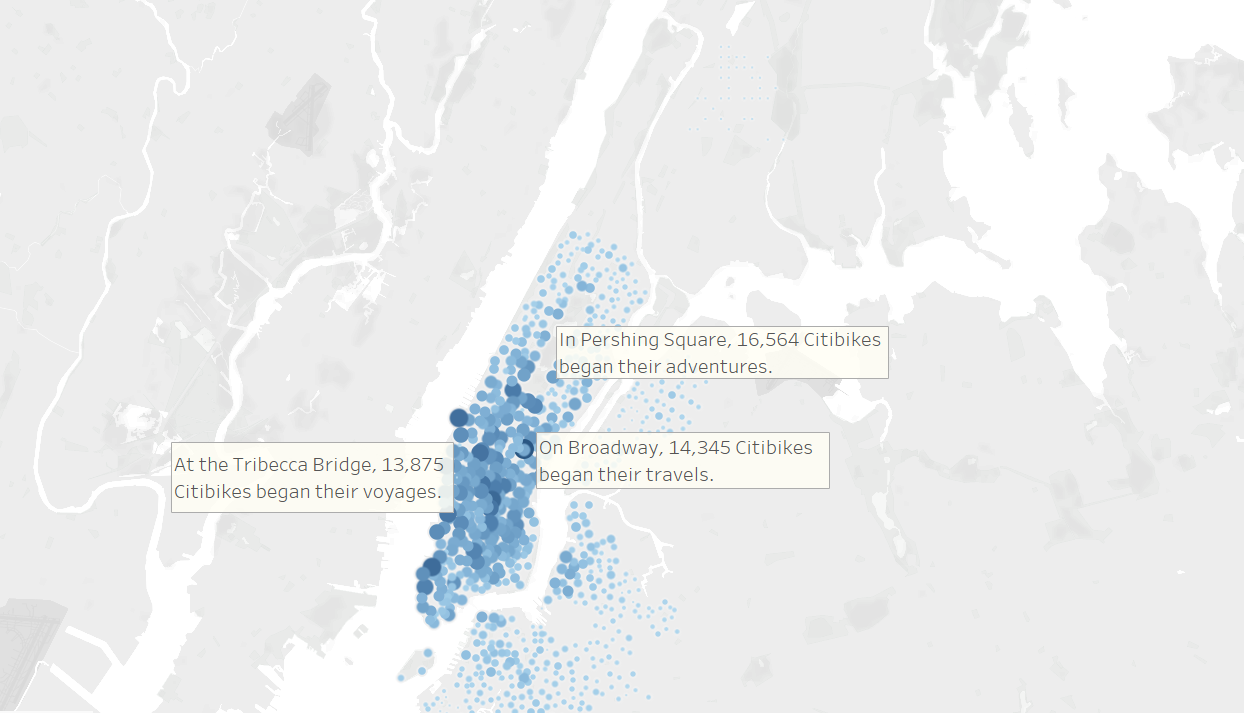 In Pershing Square, 16,564 Citibikes
began their adventures.
On Broadway, 14,345 Citibikes
began their travels.
At the Tribecca Bridge, 13,875
Citibikes began their voyages.